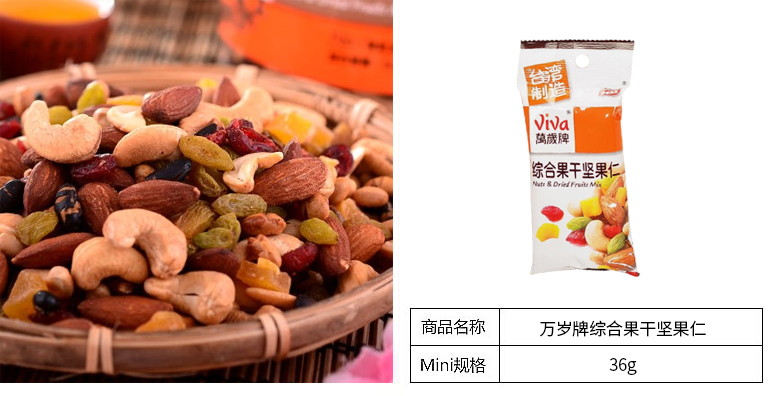 台湾
制造
viva
萬歲牌
综合果干坚果仁
Nuts & Dried Fruits Mix
商品名称 万岁牌综合果干坚果仁
Mini规格 36g